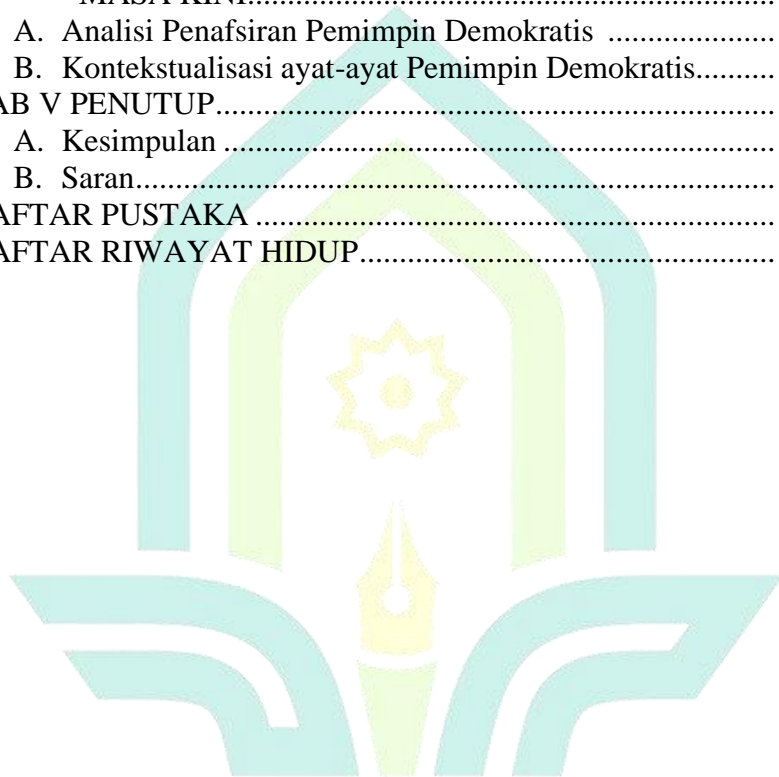 MASA KINI................................................................................
A. Analisi Penafsiran Pemimpin Demokratis ......................
B. Kontekstualisasi ayat-ayat Pemimpin Demokratis..........
AB V PENUTUP..........................................................................
A. Kesimpulan .........................................................................
B. Saran.....................................................................................
AFTAR PUSTAKA .....................................................................
AFTAR RIWAYAT HIDUP.......................................................